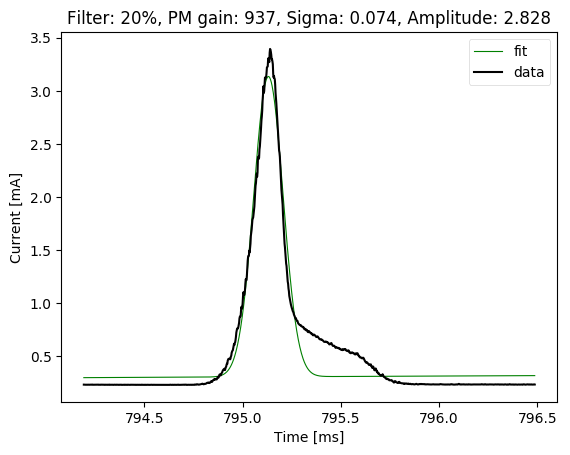 Filter: 20%, PM gain: 937, Sigma: 0.074, Amplitude: 2.828
3.5
3.0
2.5
2.0
1.5
1.0
0.5
Current [mA]
fit
data
794.5
795.0
795.5
796.0
796.5
Time [ms]